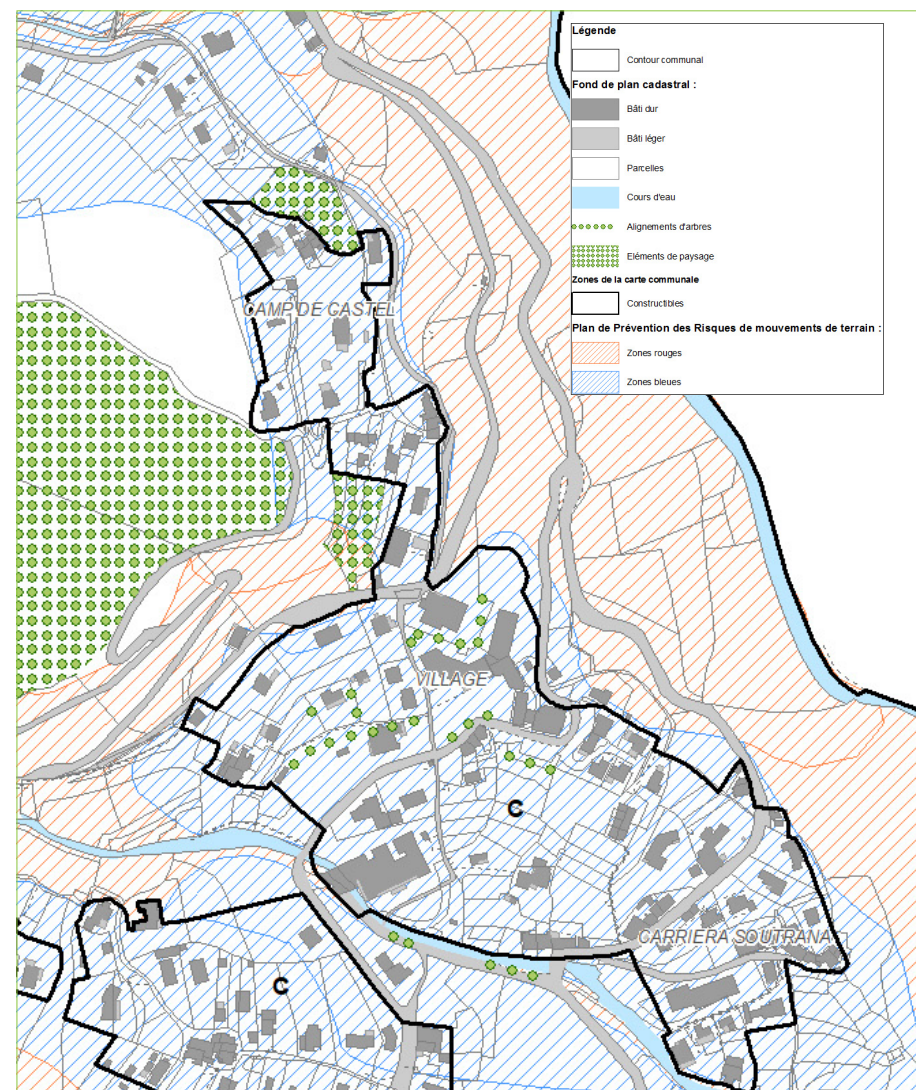 Légende
Contour communal
Fond de plan cadastral :
Bâti dur
Bâti léger
Parcelles
Cours d'eau
Alignements d'arbres
Eléments de paysage
Zones de la carte communale
Constructibles
Plan de Prévention des Risques de mouvements de terrain :
Zones rouges
Zones bleues
CAMP DE CASTEL
VILLAGE
C
CARRIERA SOUTRANA
C